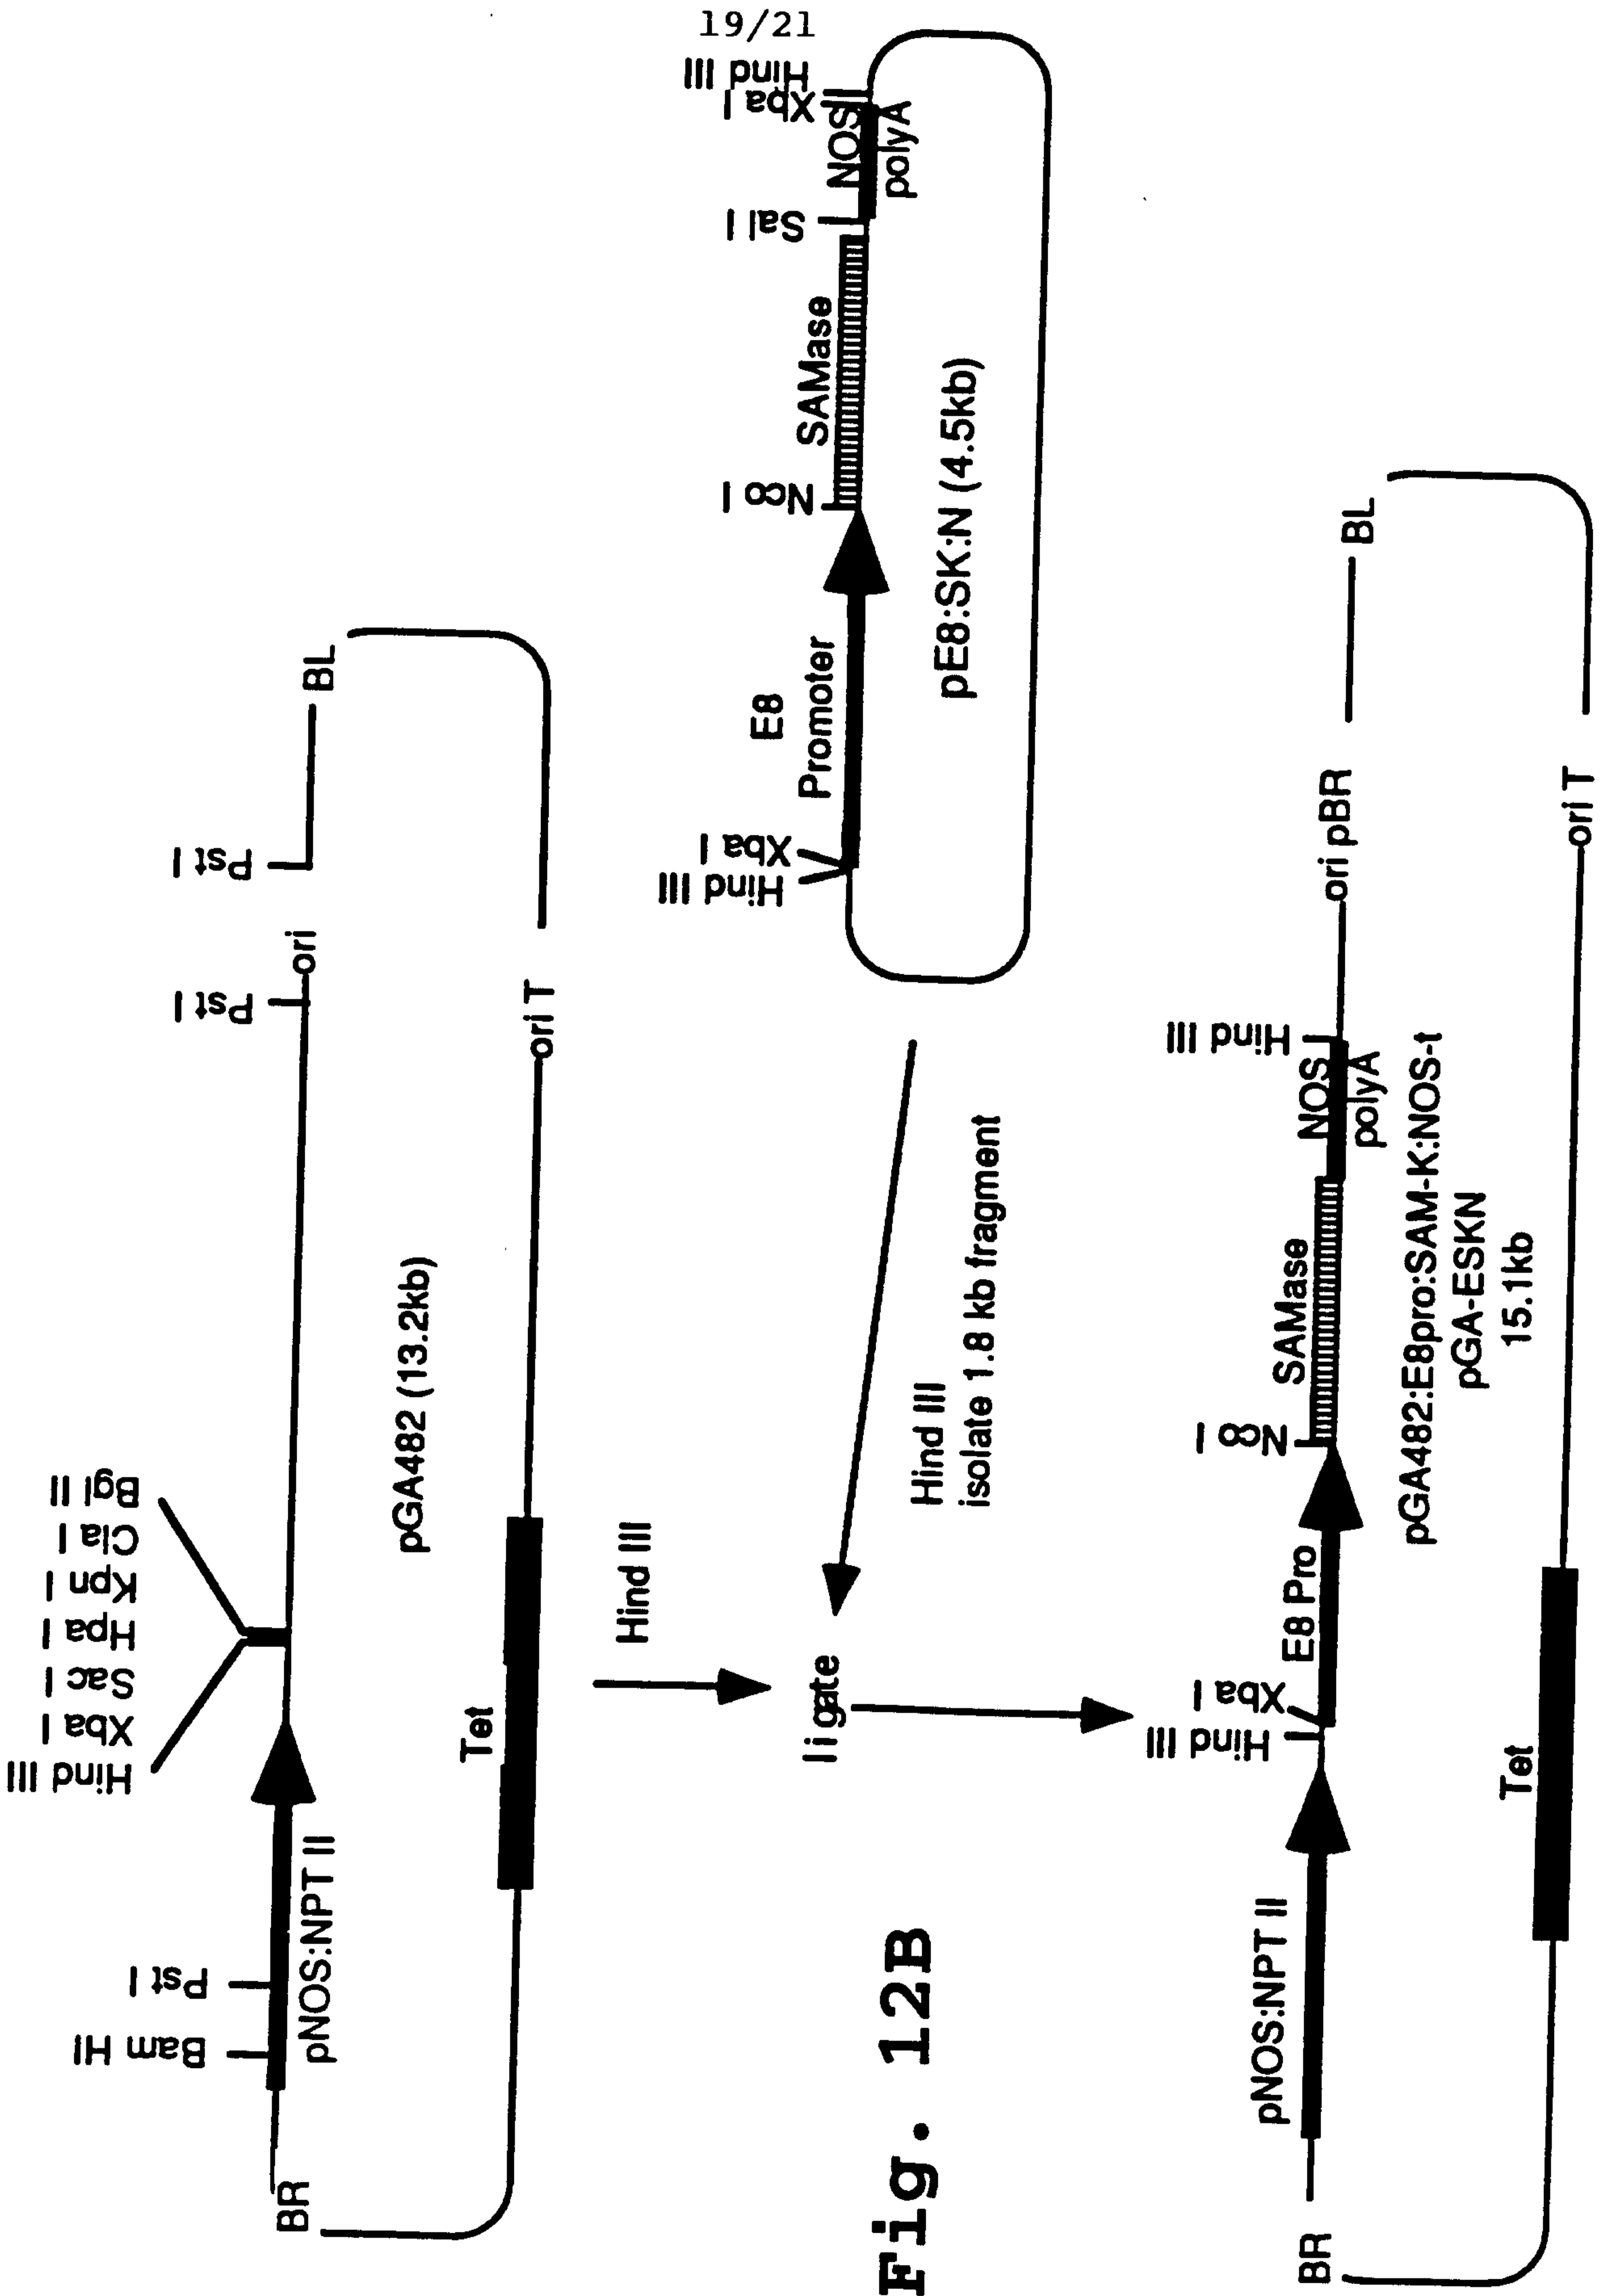 19/21
Bam HI
Pst I
Hind III
Xba I
Sac I
Hpa I
Kpn I
Cla I
Bgl II
Pst I
Pst I
BR
pNOS:NPT II
ori
BL
pGA482 (13.2kb)
Tet
ori T
Hind III
Hind III
Xba I
E8
Promoter
Nco I
SAMase
Sal I
NOS
polyA
Xba I
Hind III
pE8:SK:N (4.5kb)
ligate
Hind III
isolate 1.8 kb fragment
Fig. 12B
BR
pNOS:NPT II
Hind III
Xba I
E8 Pro
Nco I
SAMase
NOS
polyA
Hind III
ori pBR
BL
pGA482:E8pro:SAM-K:NOS-t
pGA-ESKN
15.1kb
Tet
ori T